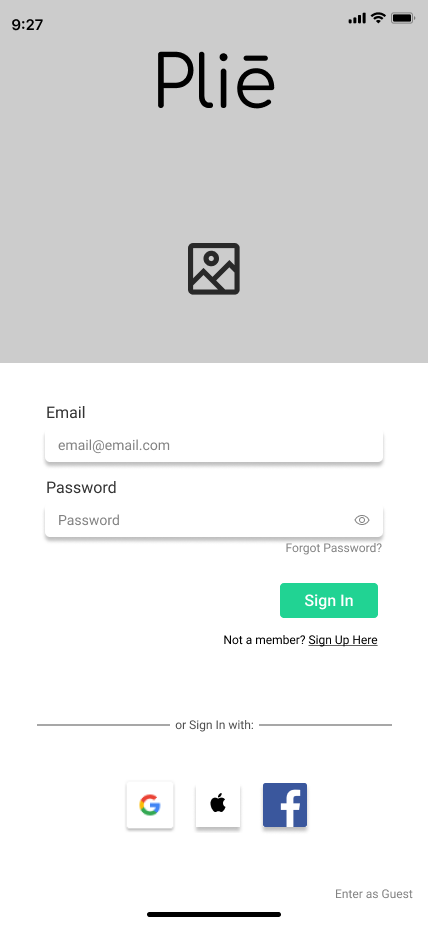 9:27
Pliē
Email
email@email.com
Password
Password
Forgot Password?
Sign In
Not a member? Sign Up Here
or Sign In with:
Enter as Guest